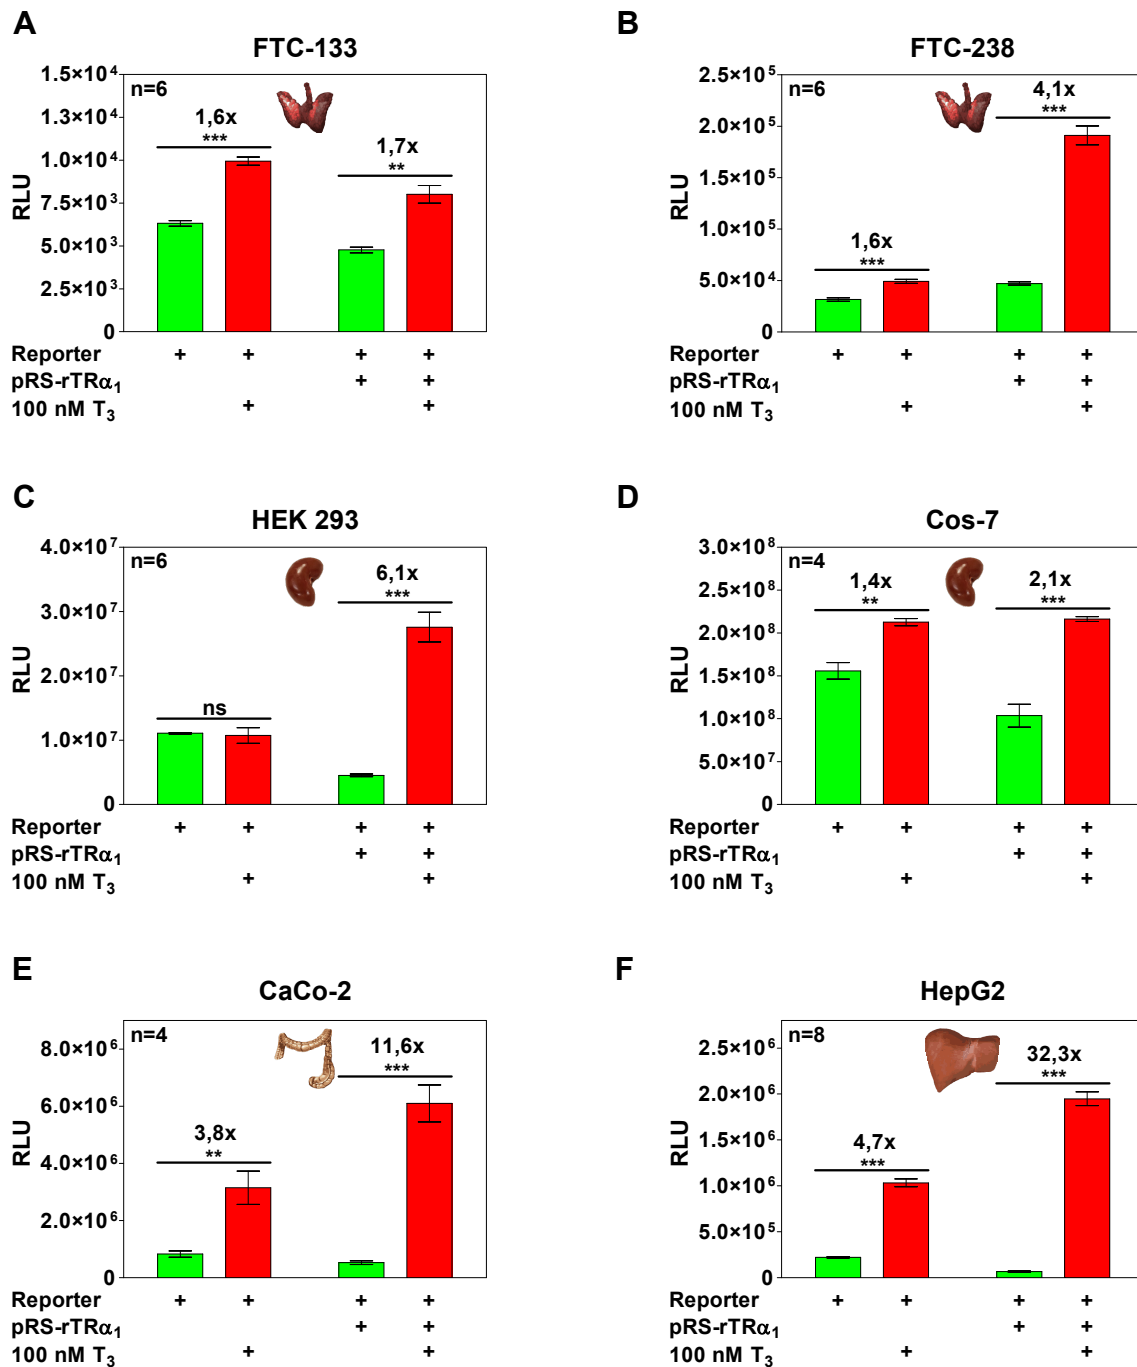 A
FTC-133
1.5×10⁴
1.3×10⁴
1.0×10⁴
7.5×10³
5.0×10³
2.5×10³
0
RLU
n=6
1,6x
***
1,7x
**
Reporter + + + +
pRS-rTRα₁ + +
100 nM T₃ + +
B
FTC-238
2.5×10⁵
2.0×10⁵
1.5×10⁵
1.0×10⁵
5.0×10⁴
0
RLU
n=6
1,6x
***
4,1x
***
Reporter + + + +
pRS-rTRα₁ + +
100 nM T₃ + +
C
HEK 293
4.0×10⁷
3.0×10⁷
2.0×10⁷
1.0×10⁷
0
RLU
n=6
ns
6,1x
***
Reporter + + + +
pRS-rTRα₁ + +
100 nM T₃ + +
D
Cos-7
3.0×10⁸
2.5×10⁸
2.0×10⁸
1.5×10⁸
1.0×10⁸
5.0×10⁷
0
RLU
n=4
1,4x
**
2,1x
***
Reporter + + + +
pRS-rTRα₁ + +
100 nM T₃ + +
E
CaCo-2
8.0×10⁶
6.0×10⁶
4.0×10⁶
2.0×10⁶
0
RLU
n=4
3,8x
**
11,6x
***
Reporter + + + +
pRS-rTRα₁ + +
100 nM T₃ + +
F
HepG2
2.5×10⁶
2.0×10⁶
1.5×10⁶
1.0×10⁶
5.0×10⁵
0
RLU
n=8
4,7x
***
32,3x
***
Reporter + + + +
pRS-rTRα₁ + +
100 nM T₃ + +